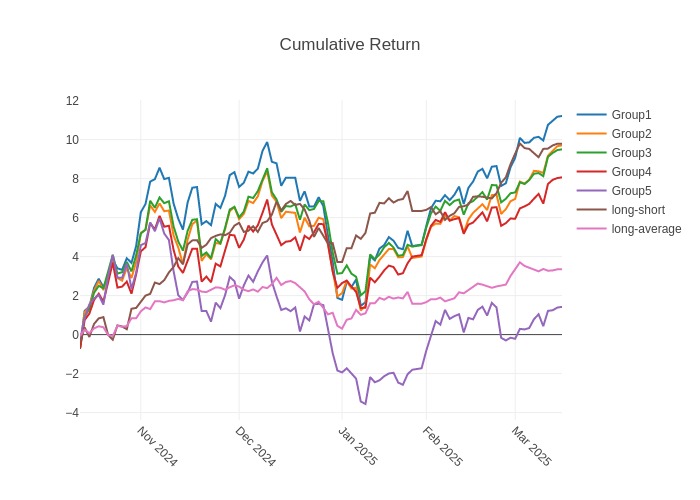 Cumulative Return
12
10
8
6
4
2
0
−2
−4
Nov 2024
Dec 2024
Jan 2025
Feb 2025
Mar 2025
Group1
Group2
Group3
Group4
Group5
long-short
long-average